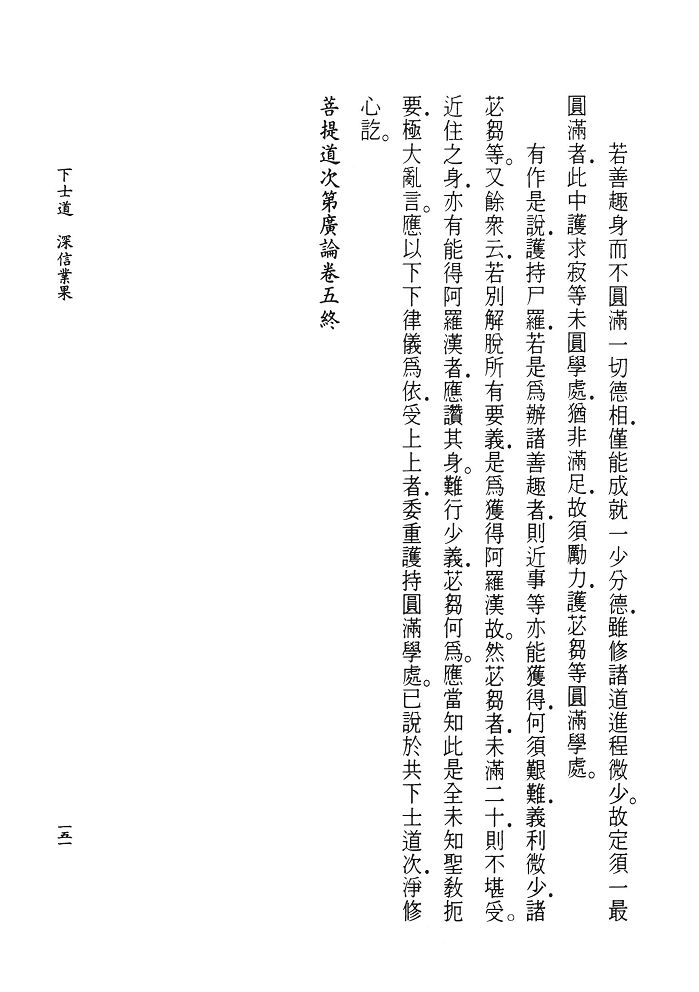 若善趣身而不圓滿一切德相．僅能成就一少分德．雖修諸道進程微少。故定須一最
圓滿者．此中護求寂等未圓學處．猶非滿足．故須勵力．護苾芻等圓滿學處。
有作是說．護持尸羅．若是爲辦諸善趣者．則近事等亦能獲得．何須艱難．義利微少．諸
苾芻等。又餘衆云．若別解脫所有要義．是爲獲得阿羅漢故。然苾芻者．未滿二十．則不堪受。
近住之身．亦有能得阿羅漢者．應讚其身。難行少義．苾芻何爲。應當知此是全未知聖敎扼
要．極大亂言。應以下下律儀爲依．受上上者．委重護持圓滿學處。已說於共下士道次．淨修
心訖。
菩提道次第廣論卷五終
下士道　深信業果
一五一